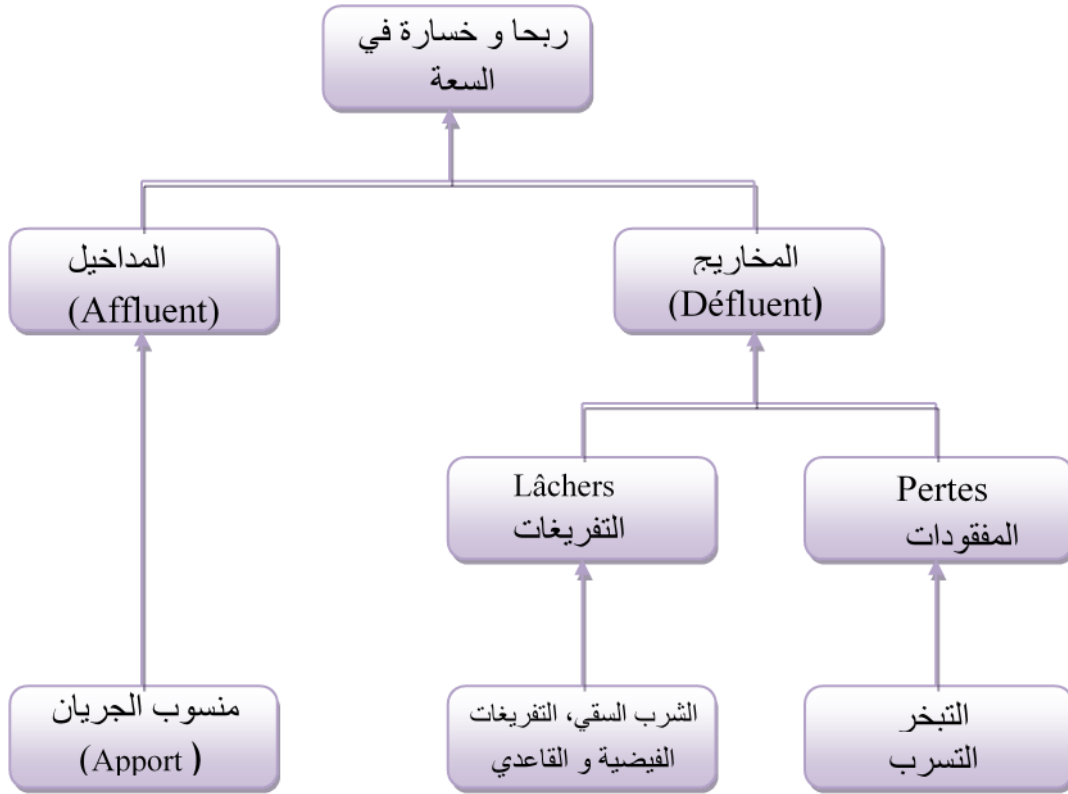 ربحا و خسارة في
السعة
المداخيل
(Affluent)
المخاريج
(Défluent)
Lâchers
التفريغات
Pertes
المفقودات
منسوب الجريان
(Apport )
الشرب السقي، التفريغات
الفيضية و القاعدي
التبخر
التسرب